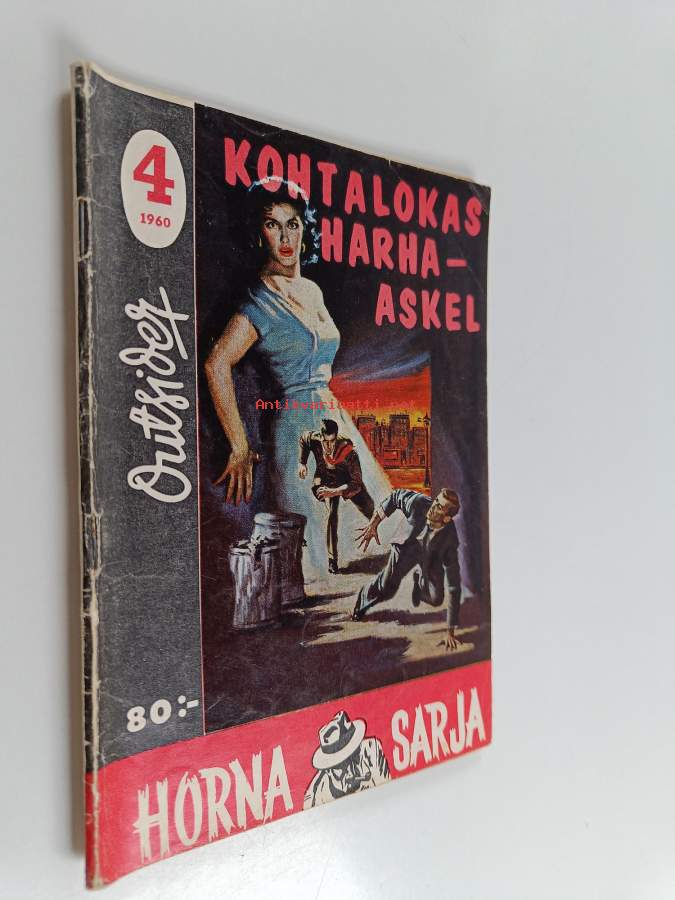 4
1960
Outsider
80:-
KOHTALOKAS
HARHA-
ASKEL
Antikvariaatti.net
HORNA SARJA